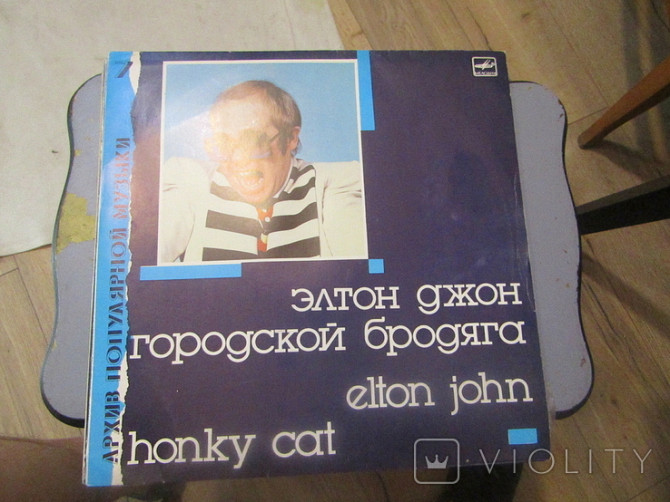 7
АРХИВ ПОПУЛЯРНОЙ МУЗЫКИ
элтон джон
городской бродяга
elton john
honky cat
VIOLITY